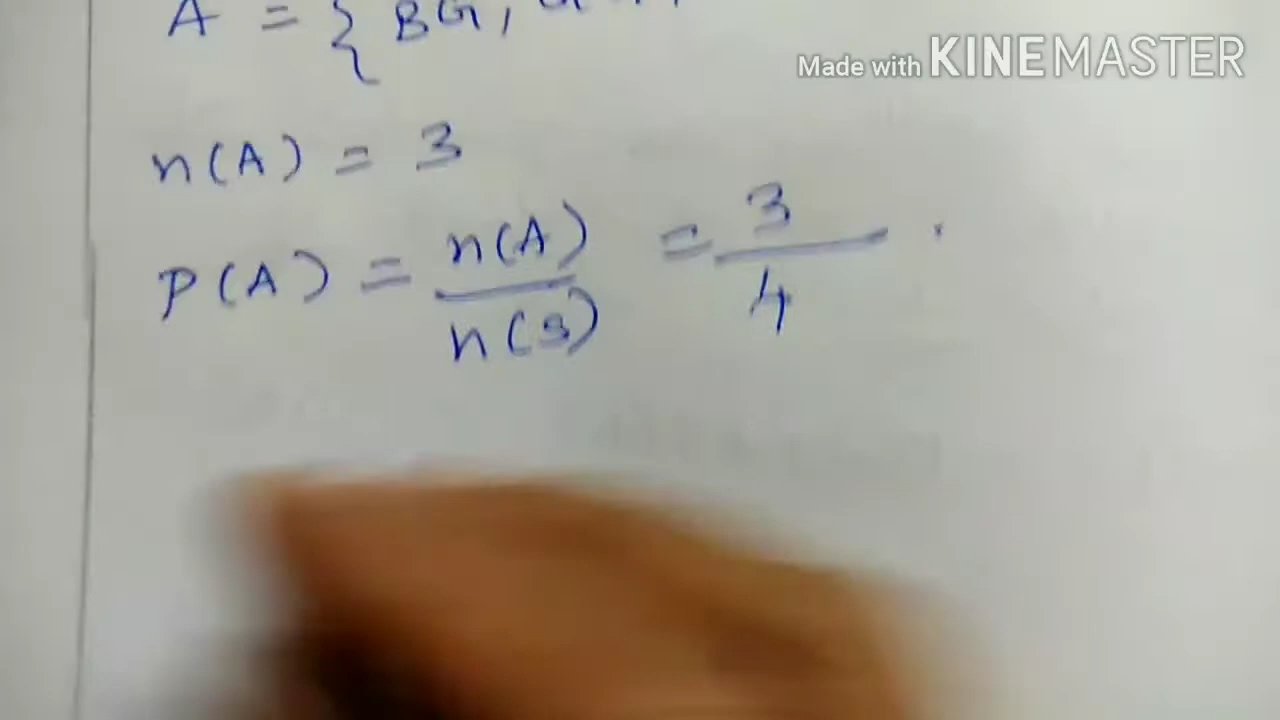 A = { BG,
Made with KINEMASTER
n(A) = 3
P(A) = n(A) / n(S) = 3 / 4 .